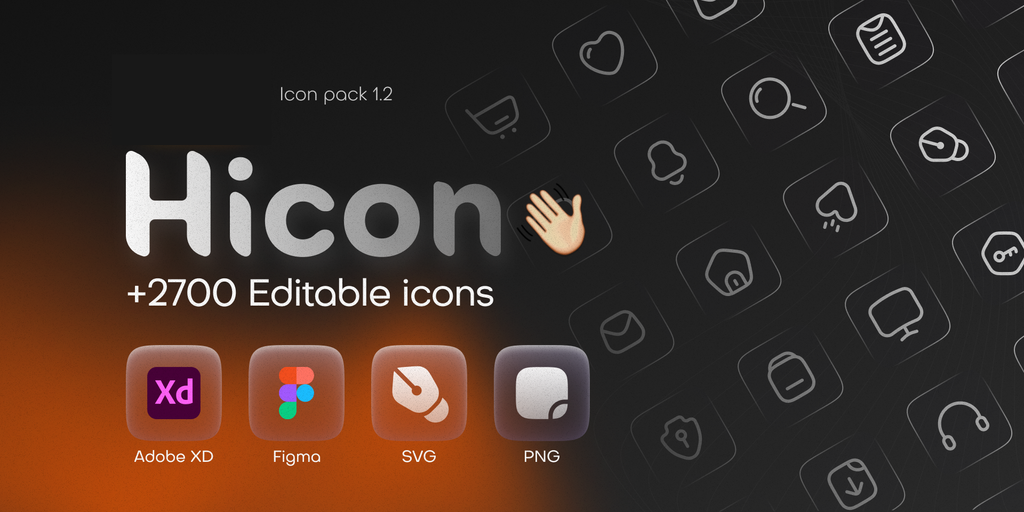 Icon pack 1.2
Hicon
+2700 Editable icons
Xd
Adobe XD
Figma
SVG
PNG